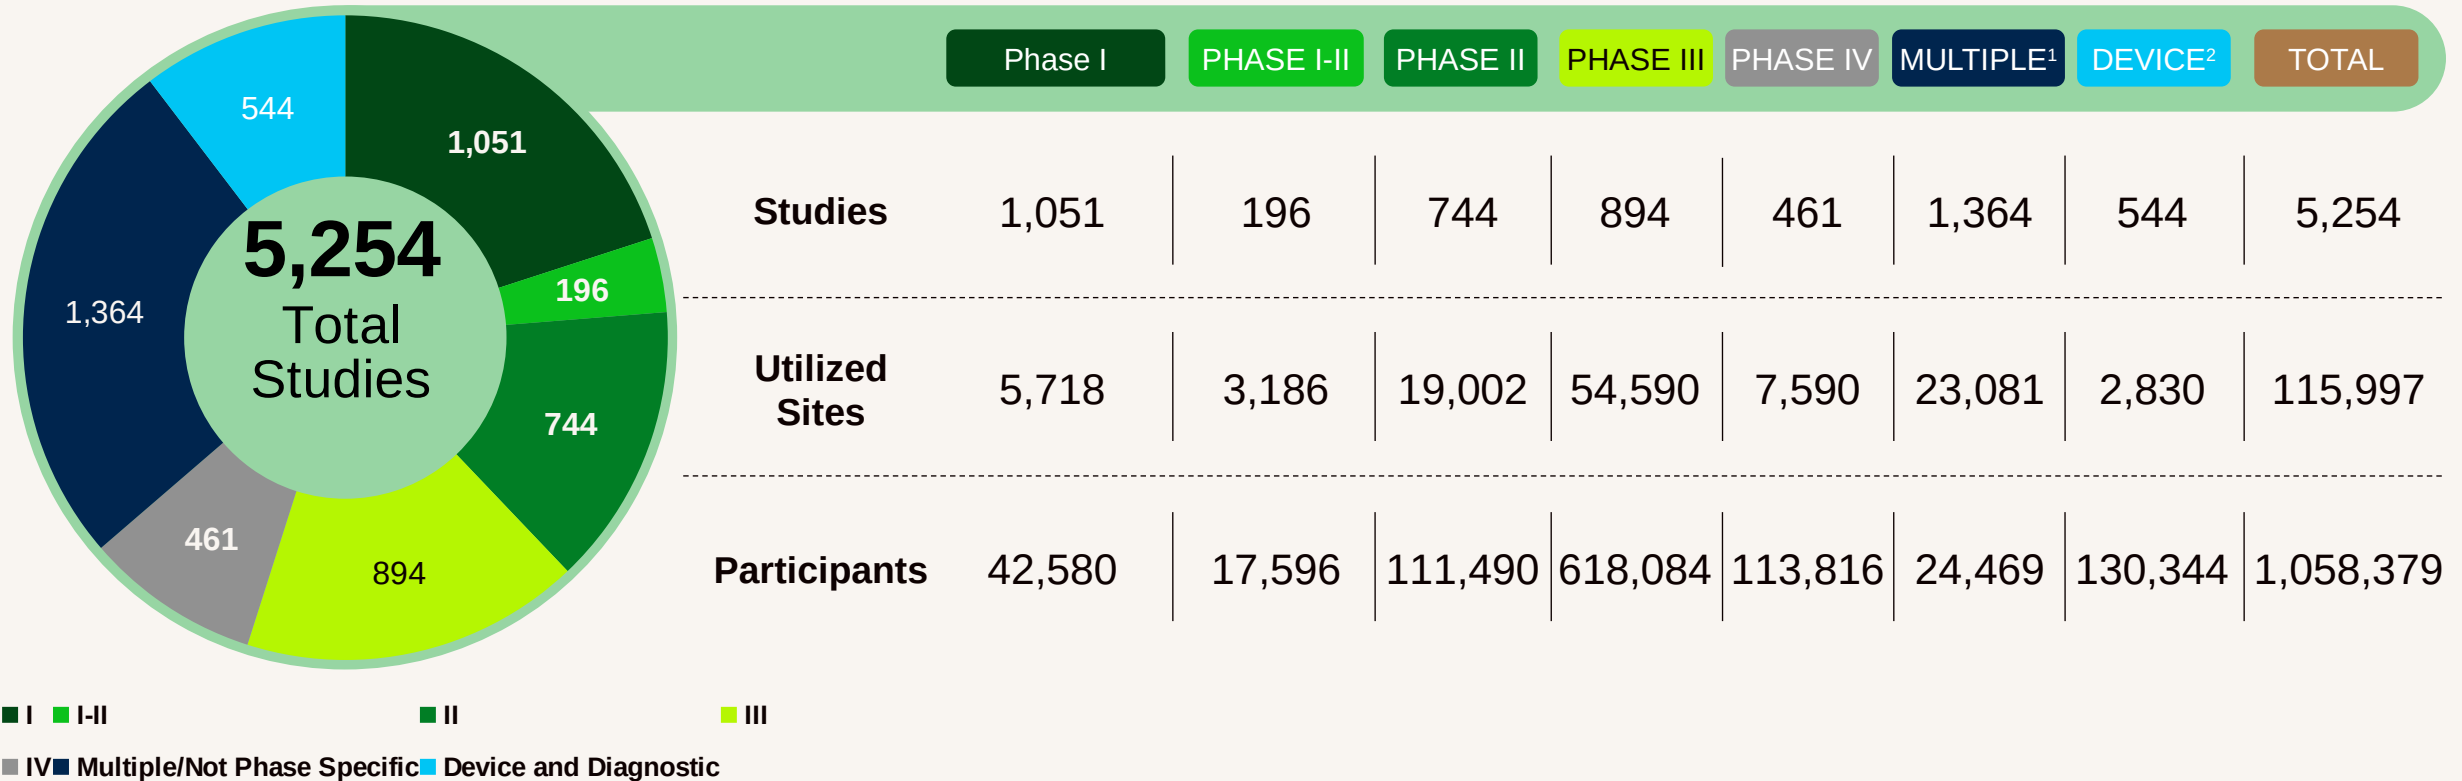 Phase I
PHASE I-II
PHASE II
PHASE III
PHASE IV
MULTIPLE¹
DEVICE²
TOTAL
544
1,051
196
744
894
461
1,364
5,254
Total
Studies
Studies
1,051
196
744
894
461
1,364
544
5,254
Utilized
Sites
5,718
3,186
19,002
54,590
7,590
23,081
2,830
115,997
Participants
42,580
17,596
111,490
618,084
113,816
24,469
130,344
1,058,379
I
I-II
II
III
IV
Multiple/Not Phase Specific
Device and Diagnostic